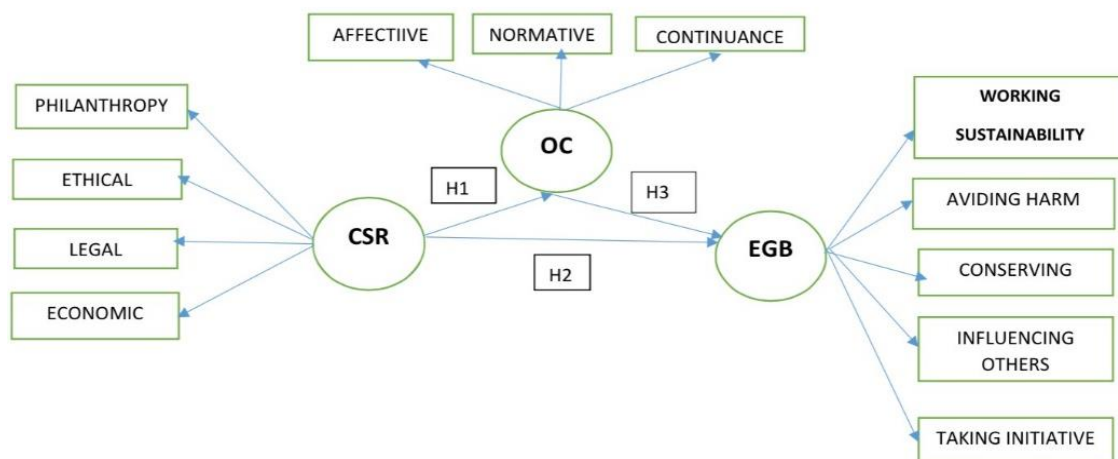 AFFECTIIVE
NORMATIVE
CONTINUANCE
PHILANTHROPY
ETHICAL
LEGAL
ECONOMIC
OC
H1
H3
CSR
H2
EGB
WORKING
SUSTAINABILITY
AVIDING HARM
CONSERVING
INFLUENCING
OTHERS
TAKING INITIATIVE